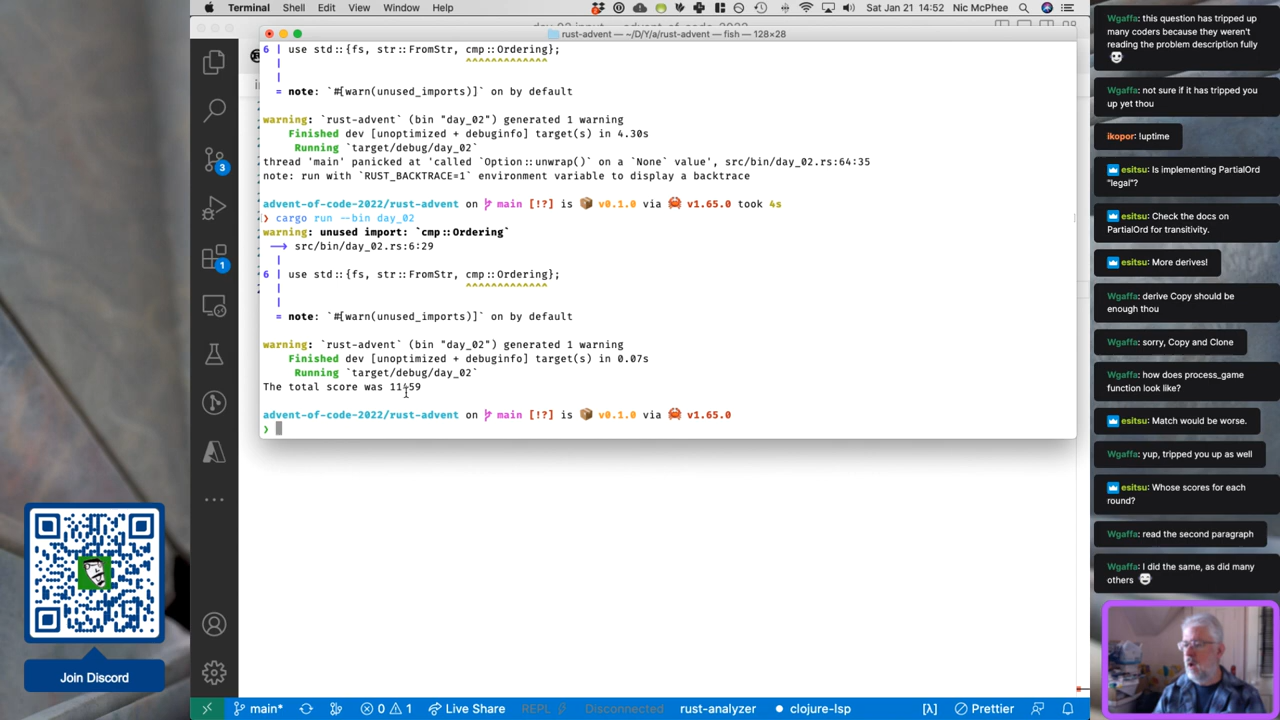 Terminal Shell Edit View Window Help
Sat Jan 21 14:52 Nic McPhee
rust-advent — ~/D/Y/a/rust-advent — fish — 128×28
6 | use std::{fs, str::FromStr, cmp::Ordering};
  |                             ^^^^^^^^^^^^^
  |
  = note: `#[warn(unused_imports)]` on by default
warning: `rust-advent` (bin "day_02") generated 1 warning
Finished dev [unoptimized + debuginfo] target(s) in 4.30s
Running `target/debug/day_02`
thread 'main' panicked at 'called `Option::unwrap()` on a `None` value', src/bin/day_02.rs:64:35
note: run with `RUST_BACKTRACE=1` environment variable to display a backtrace
advent-of-code-2022/rust-advent on main [!?] is 📦 v0.1.0 via 🦀 v1.65.0 took 4s
❯ cargo run --bin day_02
warning: unused import: `cmp::Ordering`
--> src/bin/day_02.rs:6:29
  |
6 | use std::{fs, str::FromStr, cmp::Ordering};
  |                             ^^^^^^^^^^^^^
  |
  = note: `#[warn(unused_imports)]` on by default
warning: `rust-advent` (bin "day_02") generated 1 warning
Finished dev [unoptimized + debuginfo] target(s) in 0.07s
Running `target/debug/day_02`
The total score was 11459
advent-of-code-2022/rust-advent on main [!?] is 📦 v0.1.0 via 🦀 v1.65.0
❯
3
1
Join Discord
main* 0 1 Live Share REPL Disconnected rust-analyzer clojure-lsp [λ] Prettier
Wgaffa: this question has tripped up
many coders because they weren't
reading the problem description fully
Wgaffa: not sure if it has tripped you
up yet thou
ikopor: !uptime
esitsu: Is implementing PartialOrd
"legal"?
esitsu: Check the docs on
PartialOrd for transitivity.
esitsu: More derives!
Wgaffa: derive Copy should be
enough thou
Wgaffa: sorry, Copy and Clone
Wgaffa: how does process_game
function look like?
esitsu: Match would be worse.
Wgaffa: yup, tripped you up as well
esitsu: Whose scores for each
round?
Wgaffa: read the second paragraph
Wgaffa: I did the same, as did many
others